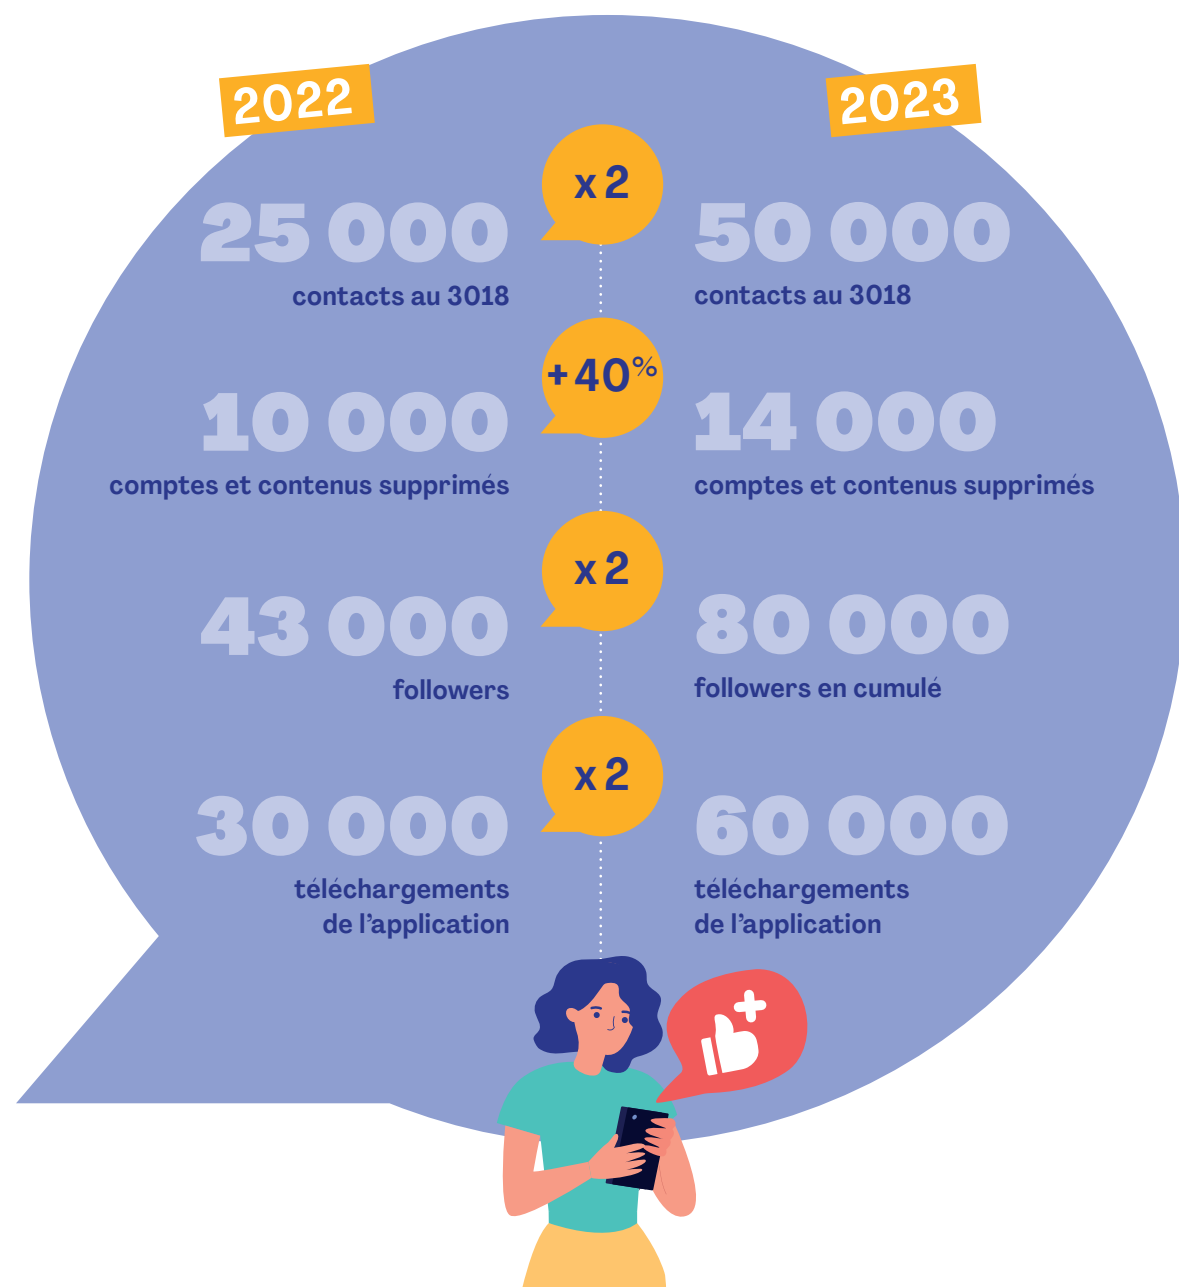 2022
2023
x 2
25 000
50 000
contacts au 3018
contacts au 3018
+40%
10 000
14 000
comptes et contenus supprimés
comptes et contenus supprimés
x 2
43 000
80 000
followers
followers en cumulé
x 2
30 000
60 000
téléchargements
de l’application
téléchargements
de l’application